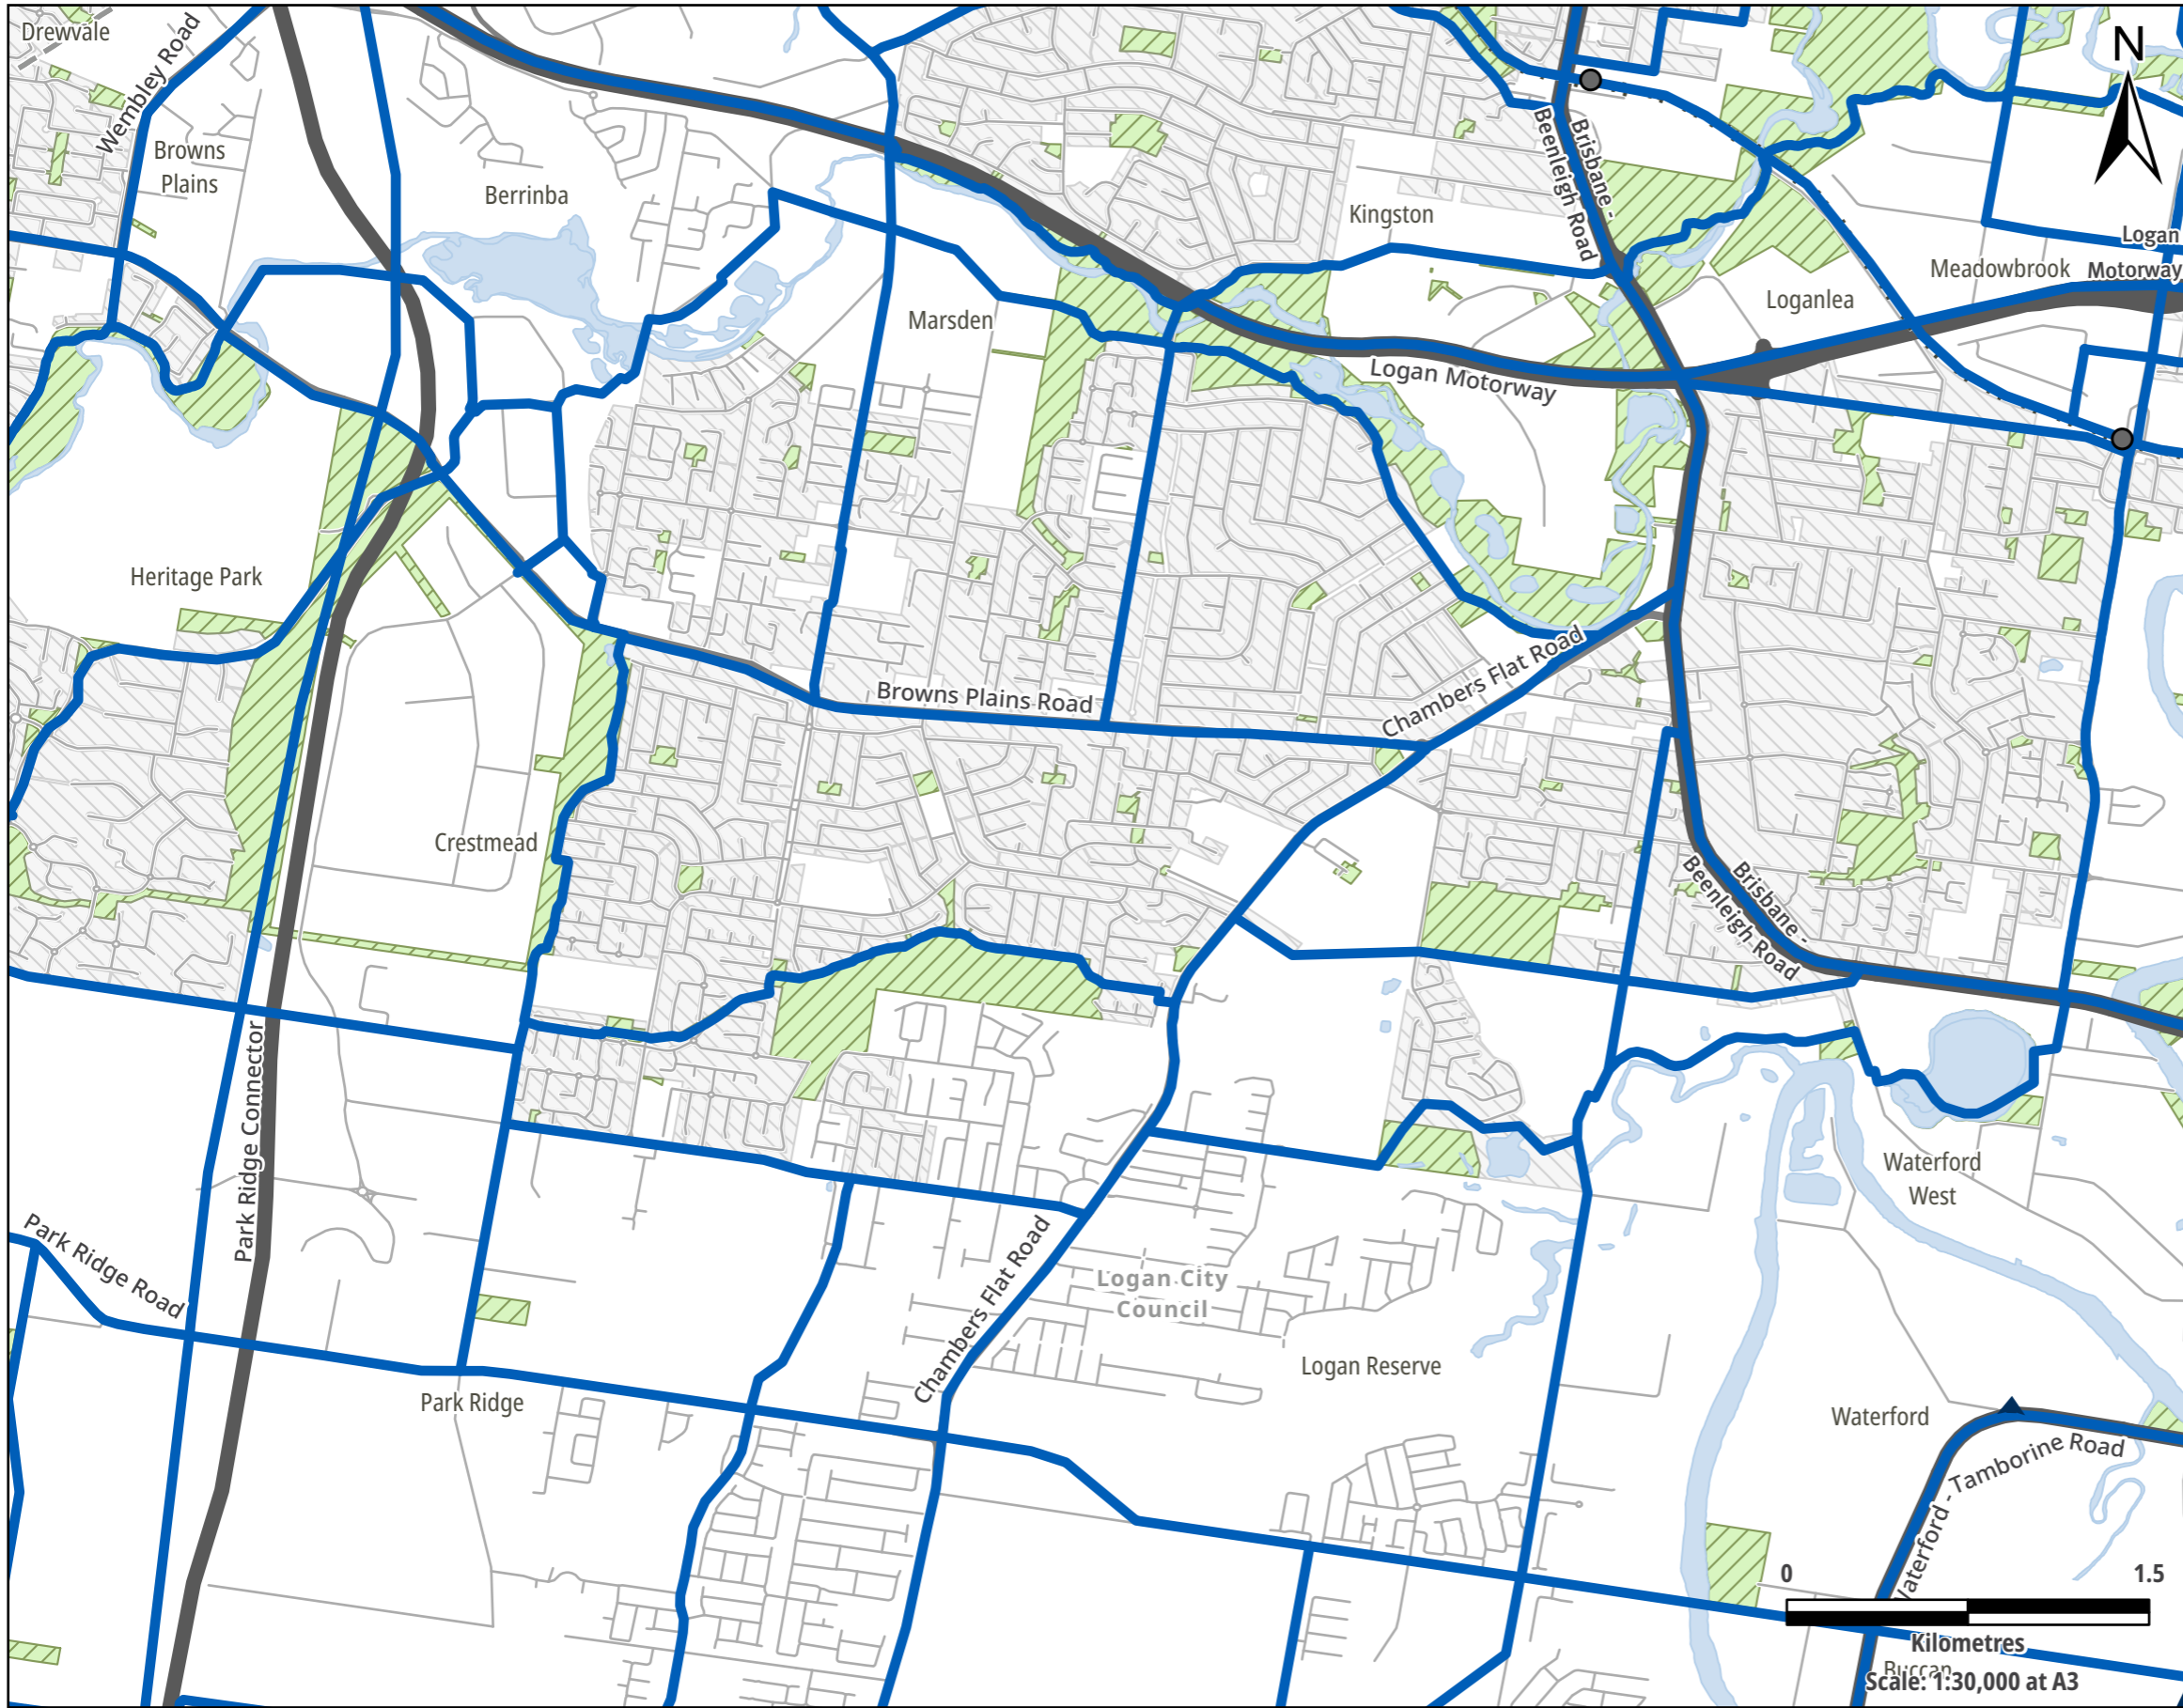 Drewvale
Wembley Road
N
Browns
Plains
Berrinba
Brisbane -
Beenleigh Road
Kingston
Logan
Motorway
Meadowbrook
Loganlea
Marsden
Logan Motorway
Heritage Park
Chambers Flat Road
Browns Plains Road
Crestmead
Brisbane -
Beenleigh Road
Park Ridge Connector
Waterford
West
Park Ridge Road
Chambers Flat Road
Logan City
Council
Logan Reserve
Park Ridge
Waterford
Waterford - Tamborine Road
0
1.5
Kilometres
Buccan
Scale: 1:30,000 at A3